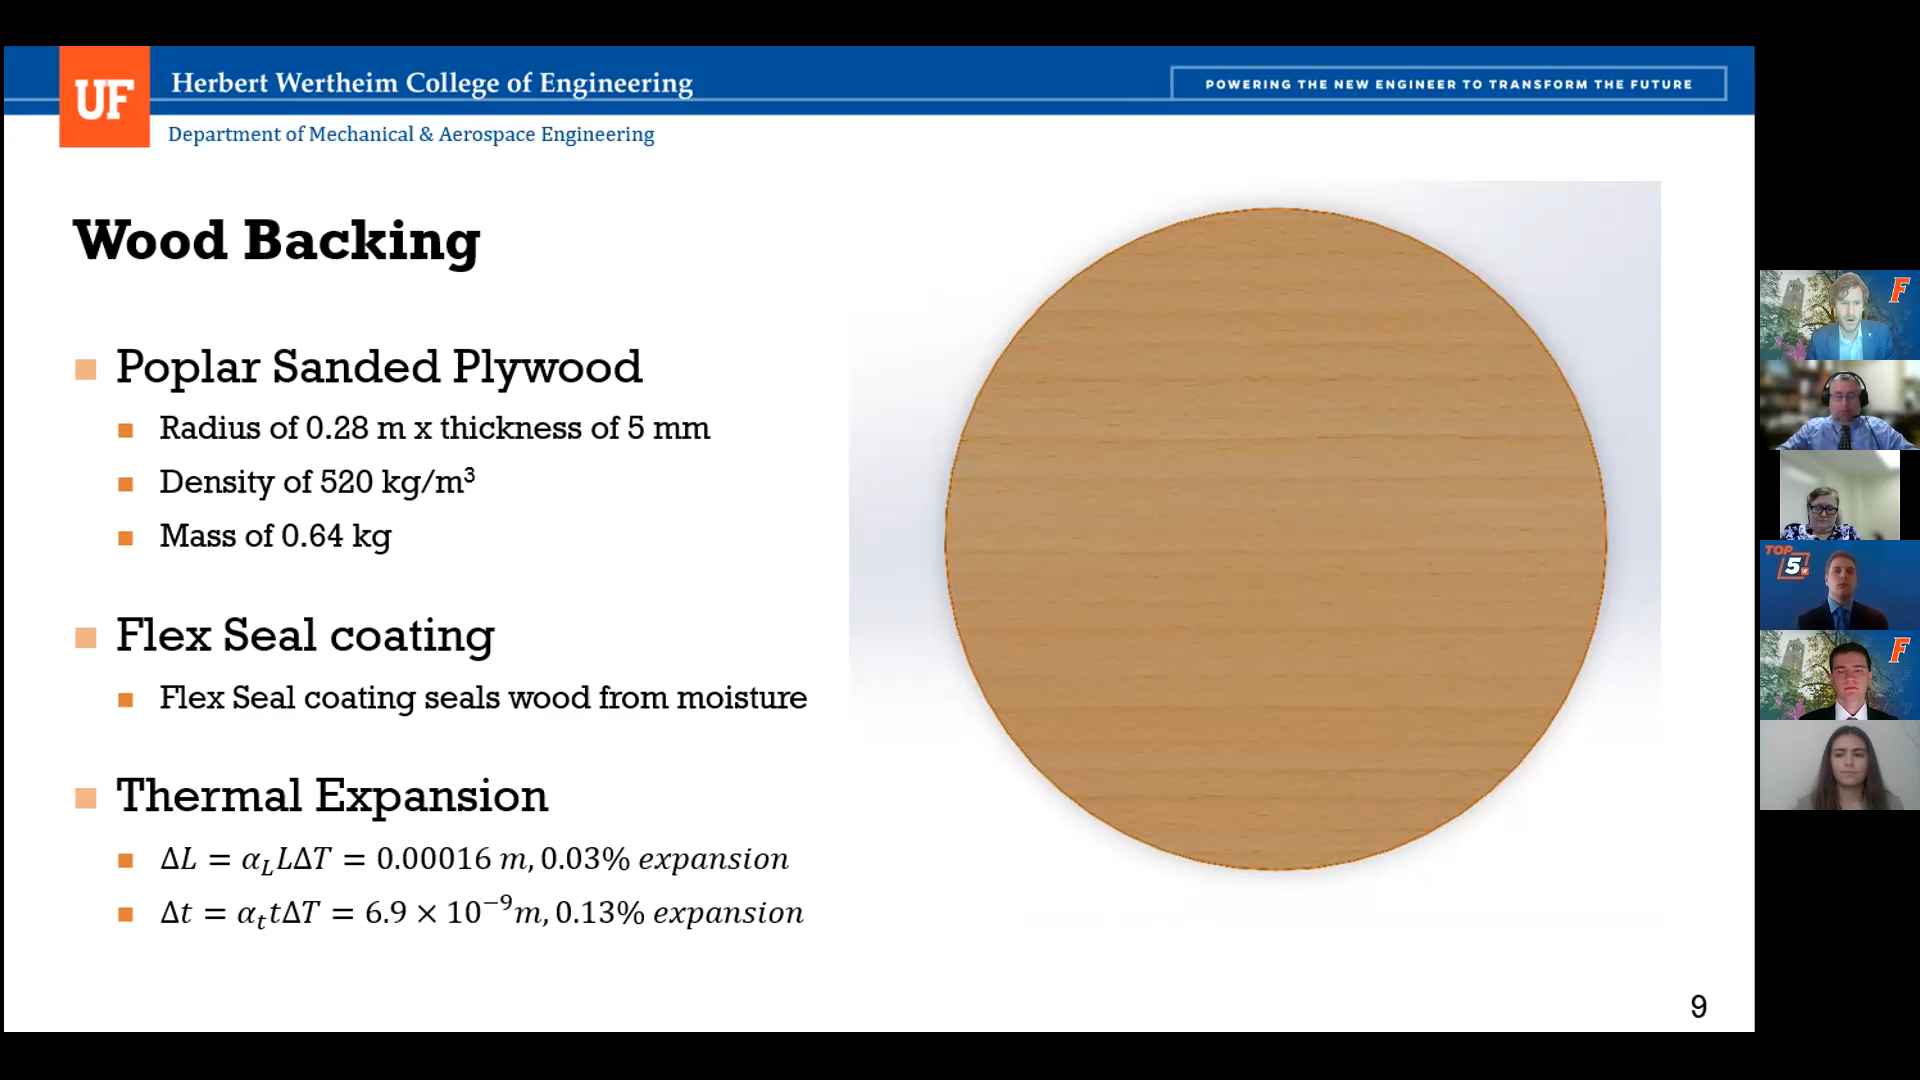 UF
Herbert Wertheim College of Engineering
POWERING THE NEW ENGINEER TO TRANSFORM THE FUTURE
Department of Mechanical & Aerospace Engineering
Wood Backing
Poplar Sanded Plywood
Radius of 0.28 m x thickness of 5 mm
Density of 520 kg/m³
Mass of 0.64 kg
Flex Seal coating
Flex Seal coating seals wood from moisture
Thermal Expansion
ΔL = α_L LΔT = 0.00016 m, 0.03% expansion
Δt = α_t tΔT = 6.9 × 10⁻⁹ m, 0.13% expansion
9
F
TOP
5
UF
F